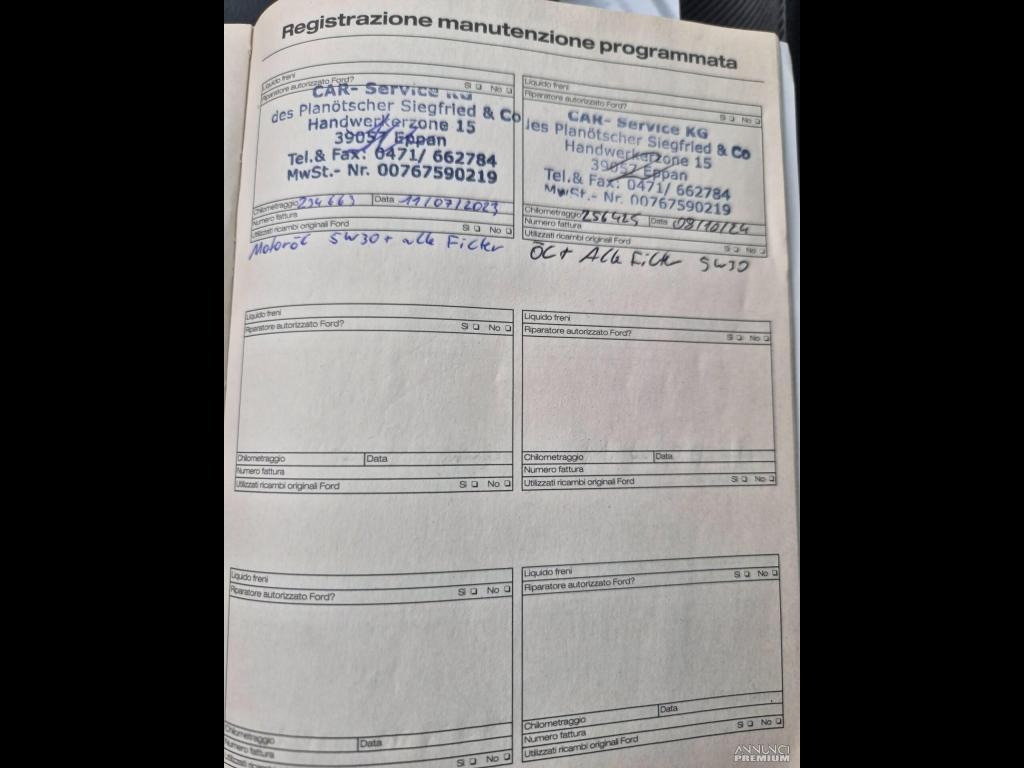 Registrazione manutenzione programmata
Liquido freni
Riparatore autorizzato Ford? Sì No
CAR- Service KG
des Planötscher Siegfried & Co
Handwerkerzone 15
39057 Eppan
Tel.& Fax: 0471/ 662784
MwSt.- Nr. 00767590219
Chilometraggio 234663 Data 11/07/2023
Numero fattura
Utilizzati ricambi originali Ford Sì No
Motoröl 5W30 + alle Filter
Liquido freni
Riparatore autorizzato Ford? Sì No
CAR- Service KG
des Planötscher Siegfried & Co
Handwerkerzone 15
39057 Eppan
Tel.& Fax: 0471/ 662784
MwSt.- Nr. 00767590219
Chilometraggio 256425 Data 08/10/24
Numero fattura
Utilizzati ricambi originali Ford Sì No
ÖL + Alle Filter 5W30
Liquido freni
Riparatore autorizzato Ford? Sì No
Chilometraggio Data
Numero fattura
Utilizzati ricambi originali Ford Sì No
Liquido freni
Riparatore autorizzato Ford? Sì No
Chilometraggio Data
Numero fattura
Utilizzati ricambi originali Ford Sì No
Liquido freni
Riparatore autorizzato Ford? Sì No
Chilometraggio Data
Numero fattura
Utilizzati ricambi originali Ford Sì No
Liquido freni
Riparatore autorizzato Ford? Sì No
Chilometraggio Data
Numero fattura
Utilizzati ricambi originali Ford Sì No
ANNUNCI
PREMIUM